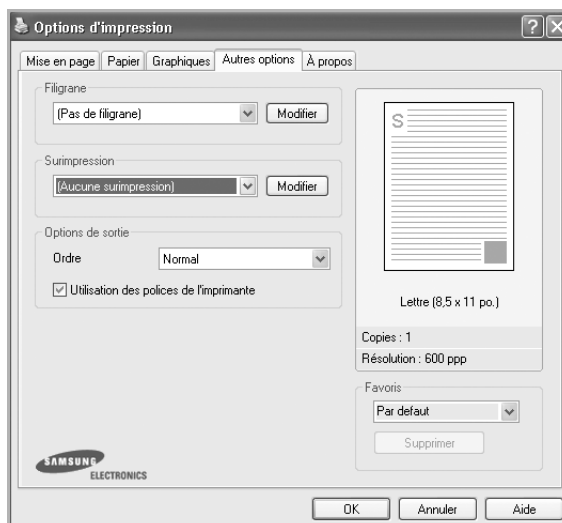 Options d'impression
Mise en page Papier Graphiques Autres options À propos
Filigrane
(Pas de filigrane) Modifier
Surimpression
(Aucune surimpression) Modifier
Options de sortie
Ordre Normal
Utilisation des polices de l'imprimante
S
Lettre (8,5 x 11 po.)
Copies : 1
Résolution : 600 ppp
Favoris
Par defaut
Supprimer
SAMSUNG
ELECTRONICS
OK Annuler Aide